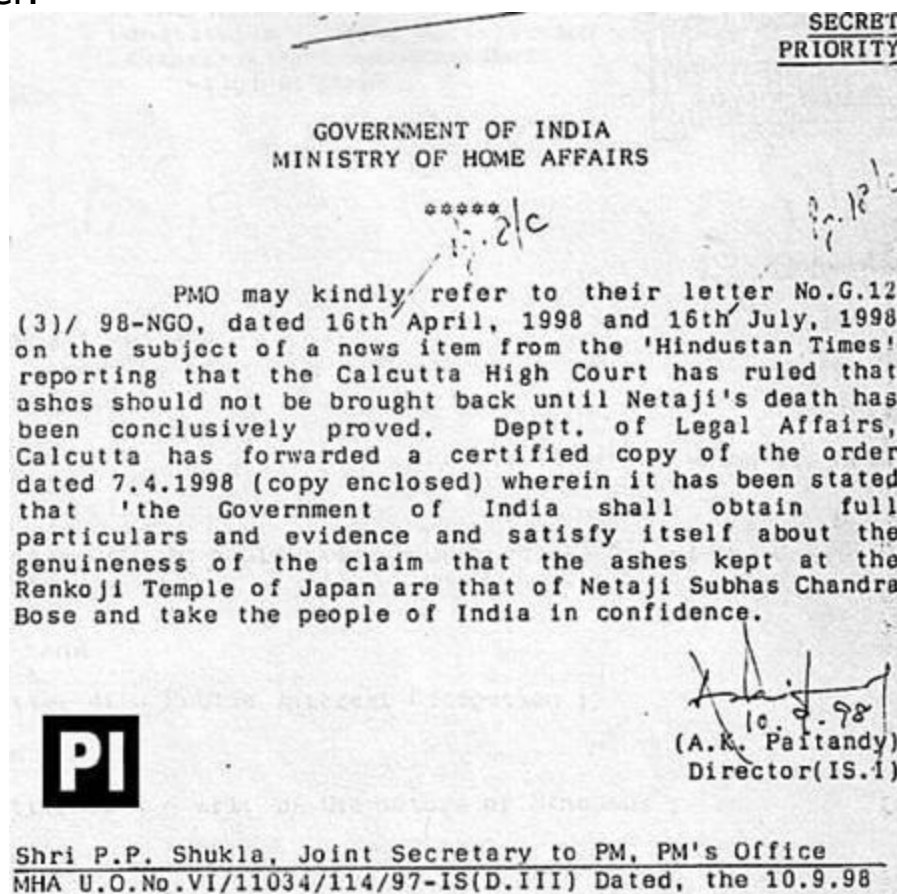 SECRET
PRIORITY
GOVERNMENT OF INDIA
MINISTRY OF HOME AFFAIRS
*****
PMO may kindly refer to their letter No.G.12
(3)/ 98-NGO, dated 16th April, 1998 and 16th July, 1998
on the subject of a news item from the 'Hindustan Times'
reporting that the Calcutta High Court has ruled that
ashes should not be brought back until Netaji's death has
been conclusively proved. Deptt. of Legal Affairs,
Calcutta has forwarded a certified copy of the order
dated 7.4.1998 (copy enclosed) wherein it has been stated
that 'the Government of India shall obtain full
particulars and evidence and satisfy itself about the
genuineness of the claim that the ashes kept at the
Renkoji Temple of Japan are that of Netaji Subhas Chandra
Bose and take the people of India in confidence.
10.9.98
(A.K. Paitandy)
Director(IS.I)
PI
Shri P.P. Shukla, Joint Secretary to PM, PM's Office
MHA U.O.No.VI/11034/114/97-IS(D.III) Dated, the 10.9.98